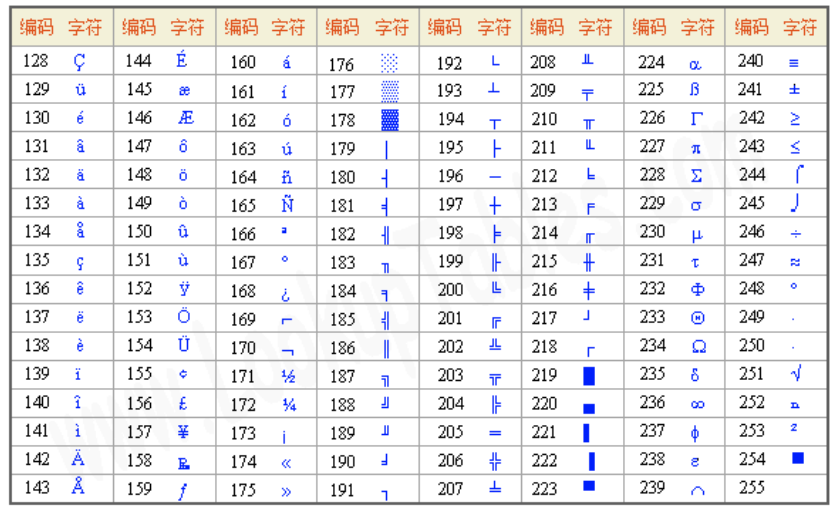 编码 字符 编码 字符 编码 字符 编码 字符 编码 字符 编码 字符 编码 字符 编码 字符
128 Ç 144 É 160 á 176 ░ 192 └ 208 ╨ 224 α 240 ≡
129 ü 145 æ 161 í 177 ▒ 193 ┴ 209 ╤ 225 ß 241 ±
130 é 146 Æ 162 ó 178 ▓ 194 ┬ 210 ╥ 226 Γ 242 ≥
131 â 147 ô 163 ú 179 │ 195 ├ 211 ╙ 227 π 243 ≤
132 ä 148 ö 164 ñ 180 ┤ 196 ─ 212 ╘ 228 Σ 244 ⌠
133 à 149 ò 165 Ñ 181 ╡ 197 ┼ 213 ╒ 229 σ 245 ⌡
134 å 150 û 166 ª 182 ╢ 198 ╞ 214 ╓ 230 µ 246 ÷
135 ç 151 ù 167 º 183 ╖ 199 ╟ 215 ╫ 231 τ 247 ≈
136 ê 152 ÿ 168 ¿ 184 ╕ 200 ╚ 216 ╪ 232 Φ 248 °
137 ë 153 Ö 169 ⌐ 185 ╣ 201 ╔ 217 ┘ 233 Θ 249 ∙
138 è 154 Ü 170 ¬ 186 ║ 202 ╩ 218 ┌ 234 Ω 250 ·
139 ï 155 ¢ 171 ½ 187 ╗ 203 ╦ 219 █ 235 δ 251 √
140 î 156 £ 172 ¼ 188 ╝ 204 ╠ 220 ▄ 236 ∞ 252 ⁿ
141 ì 157 ¥ 173 ¡ 189 ╜ 205 ═ 221 ▌ 237 φ 253 ²
142 Ä 158 ₧ 174 « 190 ╛ 206 ╬ 222 ▐ 238 ε 254 ■
143 Å 159 ƒ 175 » 191 ┐ 207 ╧ 223 ▀ 239 ∩ 255
www.LookupTables.com